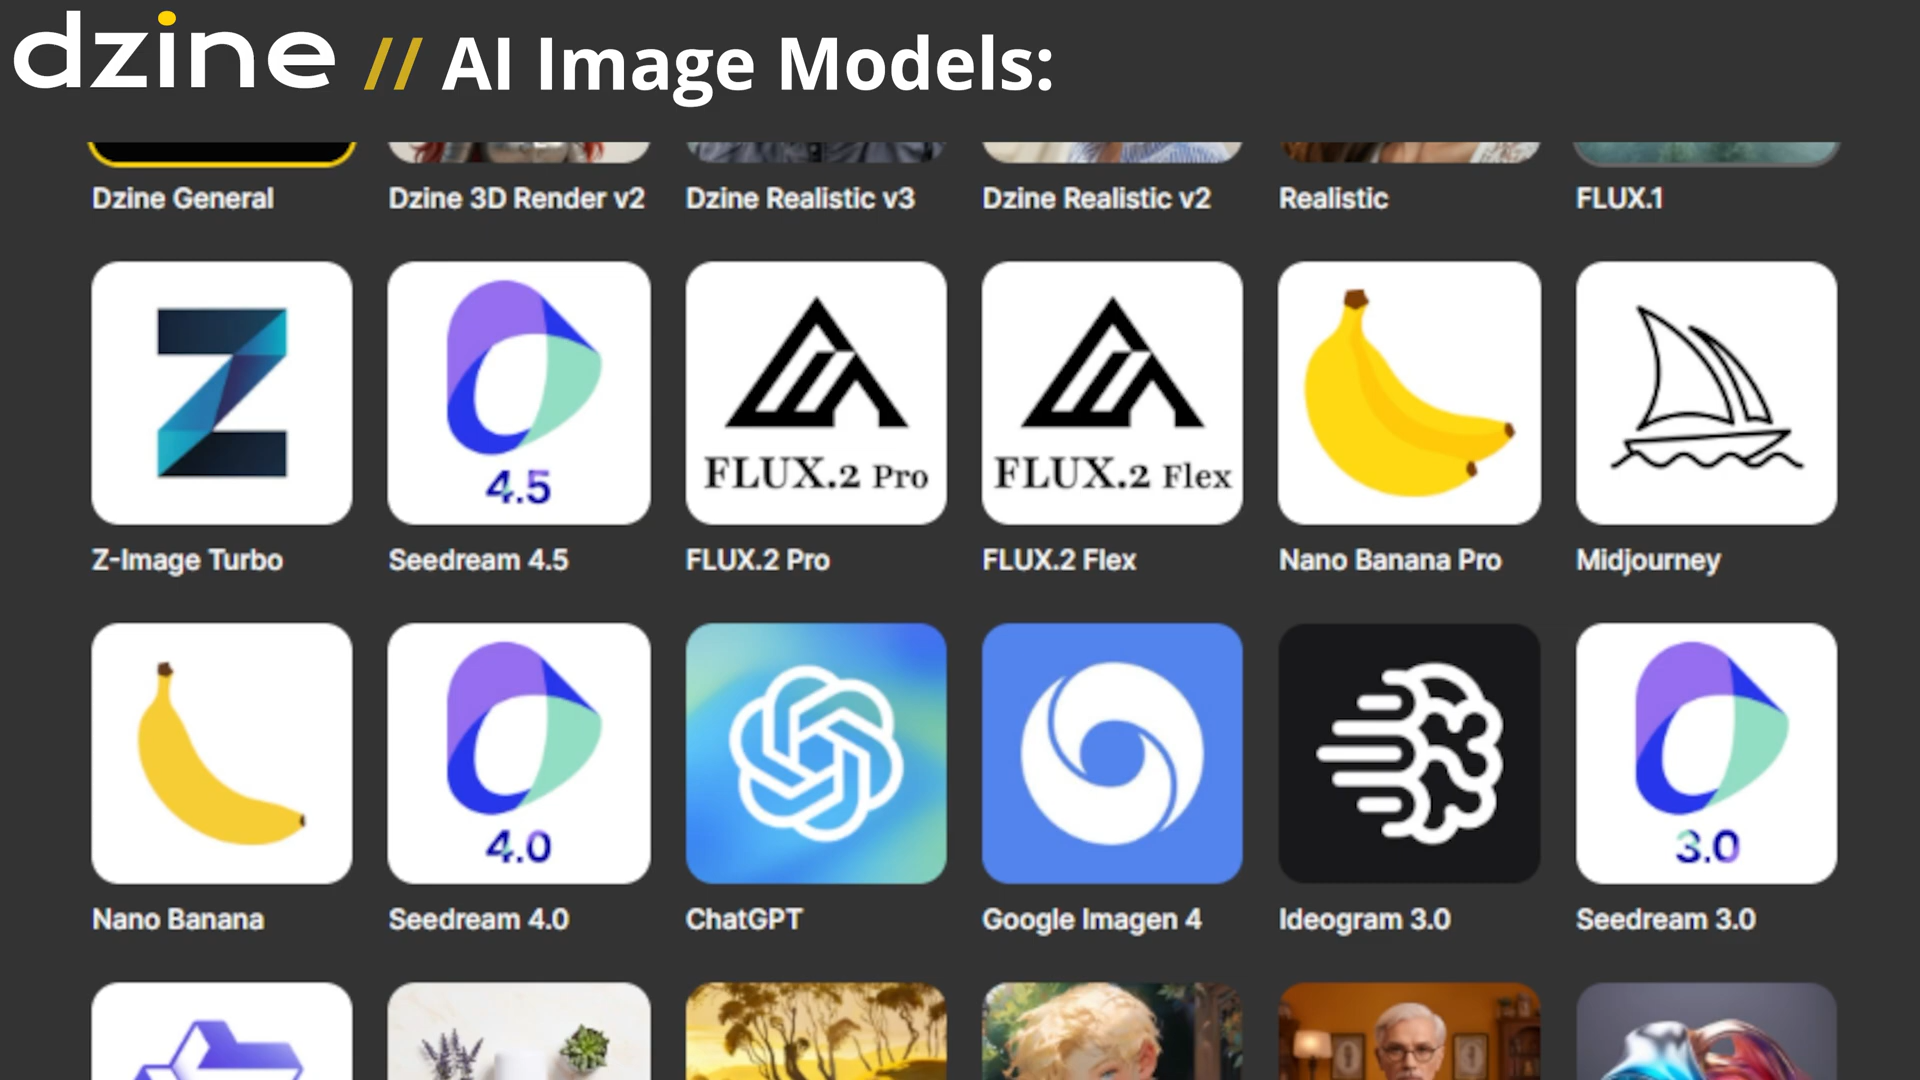 dzine // AI Image Models:
Dzine General Dzine 3D Render v2 Dzine Realistic v3 Dzine Realistic v2 Realistic FLUX.1
4.5 FLUX.2 Pro FLUX.2 Flex
Z-Image Turbo Seedream 4.5 FLUX.2 Pro FLUX.2 Flex Nano Banana Pro Midjourney
4.0 3.0
Nano Banana Seedream 4.0 ChatGPT Google Imagen 4 Ideogram 3.0 Seedream 3.0